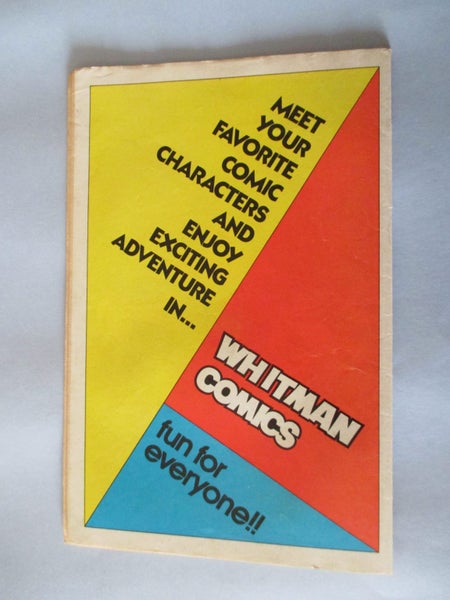 MEET
YOUR
FAVORITE
COMIC
CHARACTERS
AND
ENJOY
EXCITING
ADVENTURE
IN...
WHITMAN
COMICS
fun for
everyone!!